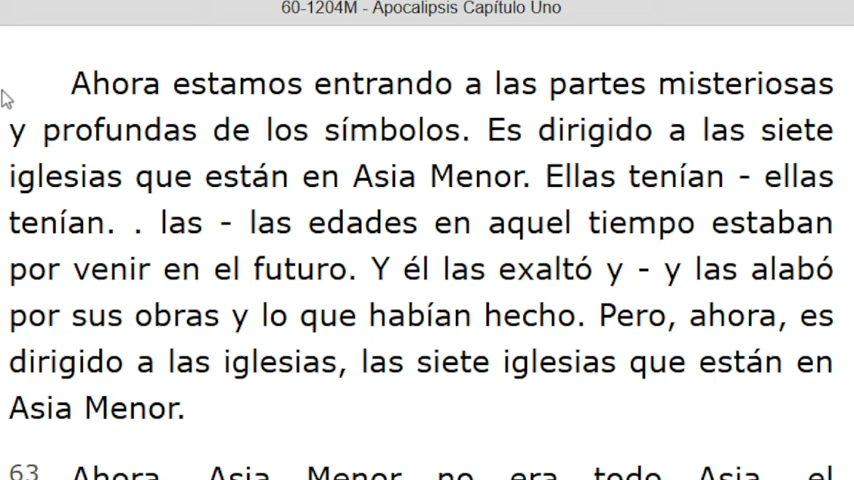 60-1204M - Apocalipsis Capítulo Uno
Ahora estamos entrando a las partes misteriosas
y profundas de los símbolos. Es dirigido a las siete
iglesias que están en Asia Menor. Ellas tenían - ellas
tenían. . las - las edades en aquel tiempo estaban
por venir en el futuro. Y él las exaltó y - y las alabó
por sus obras y lo que habían hecho. Pero, ahora, es
dirigido a las iglesias, las siete iglesias que están en
Asia Menor.
63 Ahora, Asia Menor no era todo Asia, el